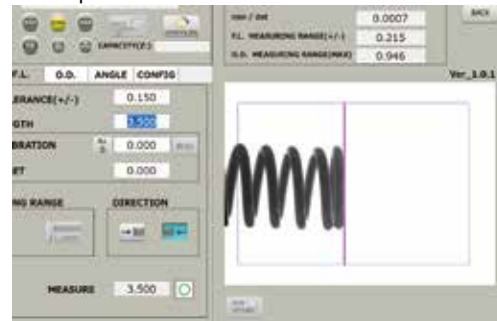 mm / dot 0.0007
BACK
F.L. MEASURING RANGE(+/-) 0.215
CAPACITY(Z:)
O.D. MEASURING RANGE(MAX) 0.946
F.L. O.D. ANGLE CONFIG
Ver_1.0.1
ERANCE(+/-) 0.150
GTH 3.500
BRATION 0.000
ET 0.000
NG RANGE DIRECTION
MEASURE 3.500